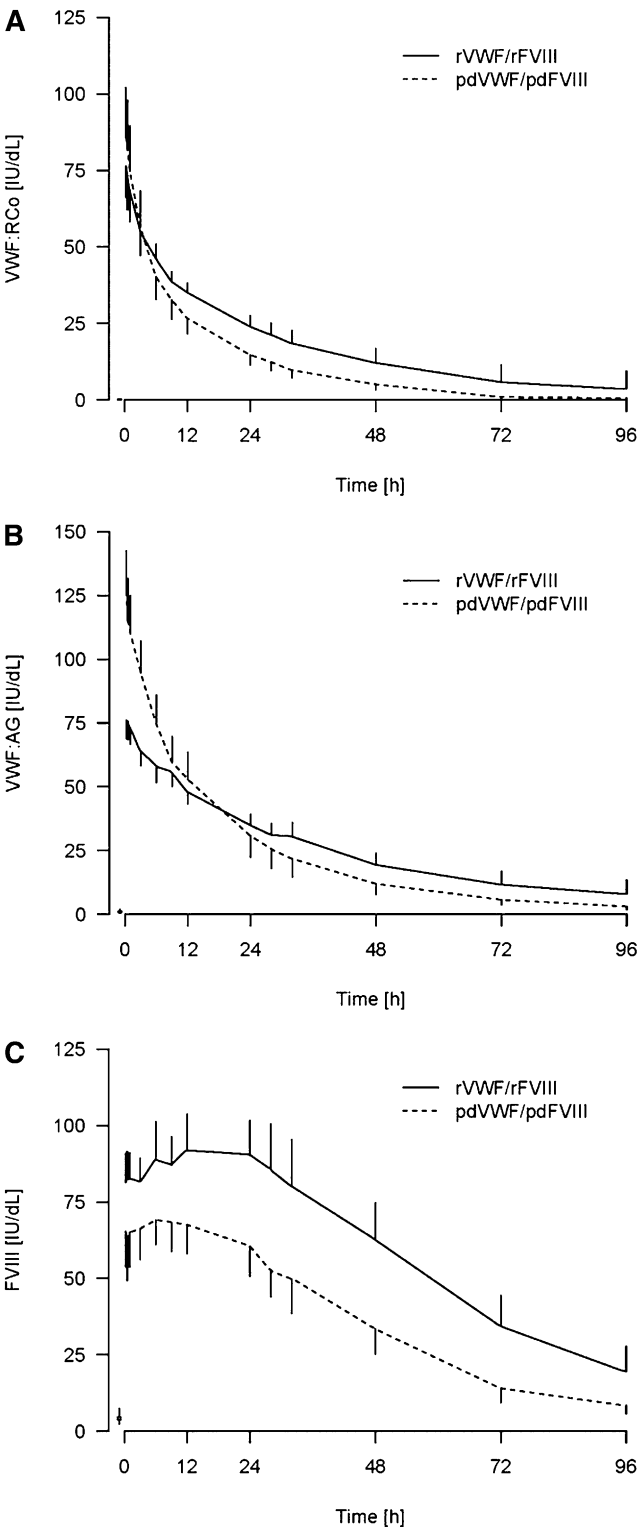 A
125
100
75
50
25
0
VWF:RCo [IU/dL]
rVWF/rFVIII
pdVWF/pdFVIII
0 12 24 48 72 96
Time [h]
B
150
125
100
75
50
25
0
VWF:AG [IU/dL]
rVWF/rFVIII
pdVWF/pdFVIII
0 12 24 48 72 96
Time [h]
C
125
100
75
50
25
0
FVIII [IU/dL]
rVWF/rFVIII
pdVWF/pdFVIII
0 12 24 48 72 96
Time [h]